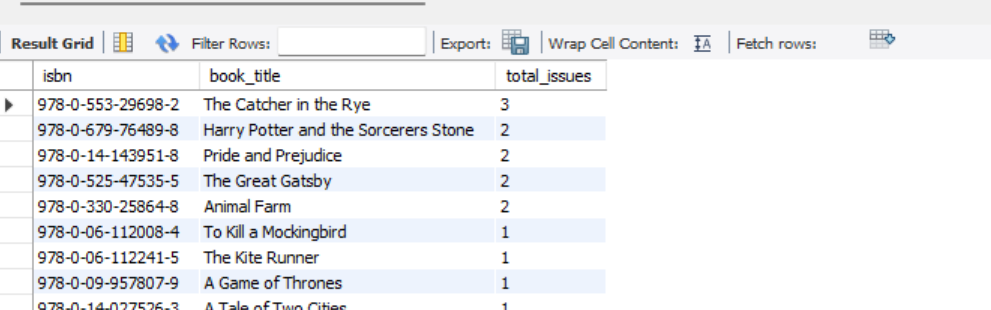 Result Grid Filter Rows: Export: Wrap Cell Content: IA Fetch rows:
isbn book_title total_issues
978-0-553-29698-2 The Catcher in the Rye 3
978-0-679-76489-8 Harry Potter and the Sorcerers Stone 2
978-0-14-143951-8 Pride and Prejudice 2
978-0-525-47535-5 The Great Gatsby 2
978-0-330-25864-8 Animal Farm 2
978-0-06-112008-4 To Kill a Mockingbird 1
978-0-06-112241-5 The Kite Runner 1
978-0-09-957807-9 A Game of Thrones 1
978-0-14-027526-3 A Tale of Two Cities 1